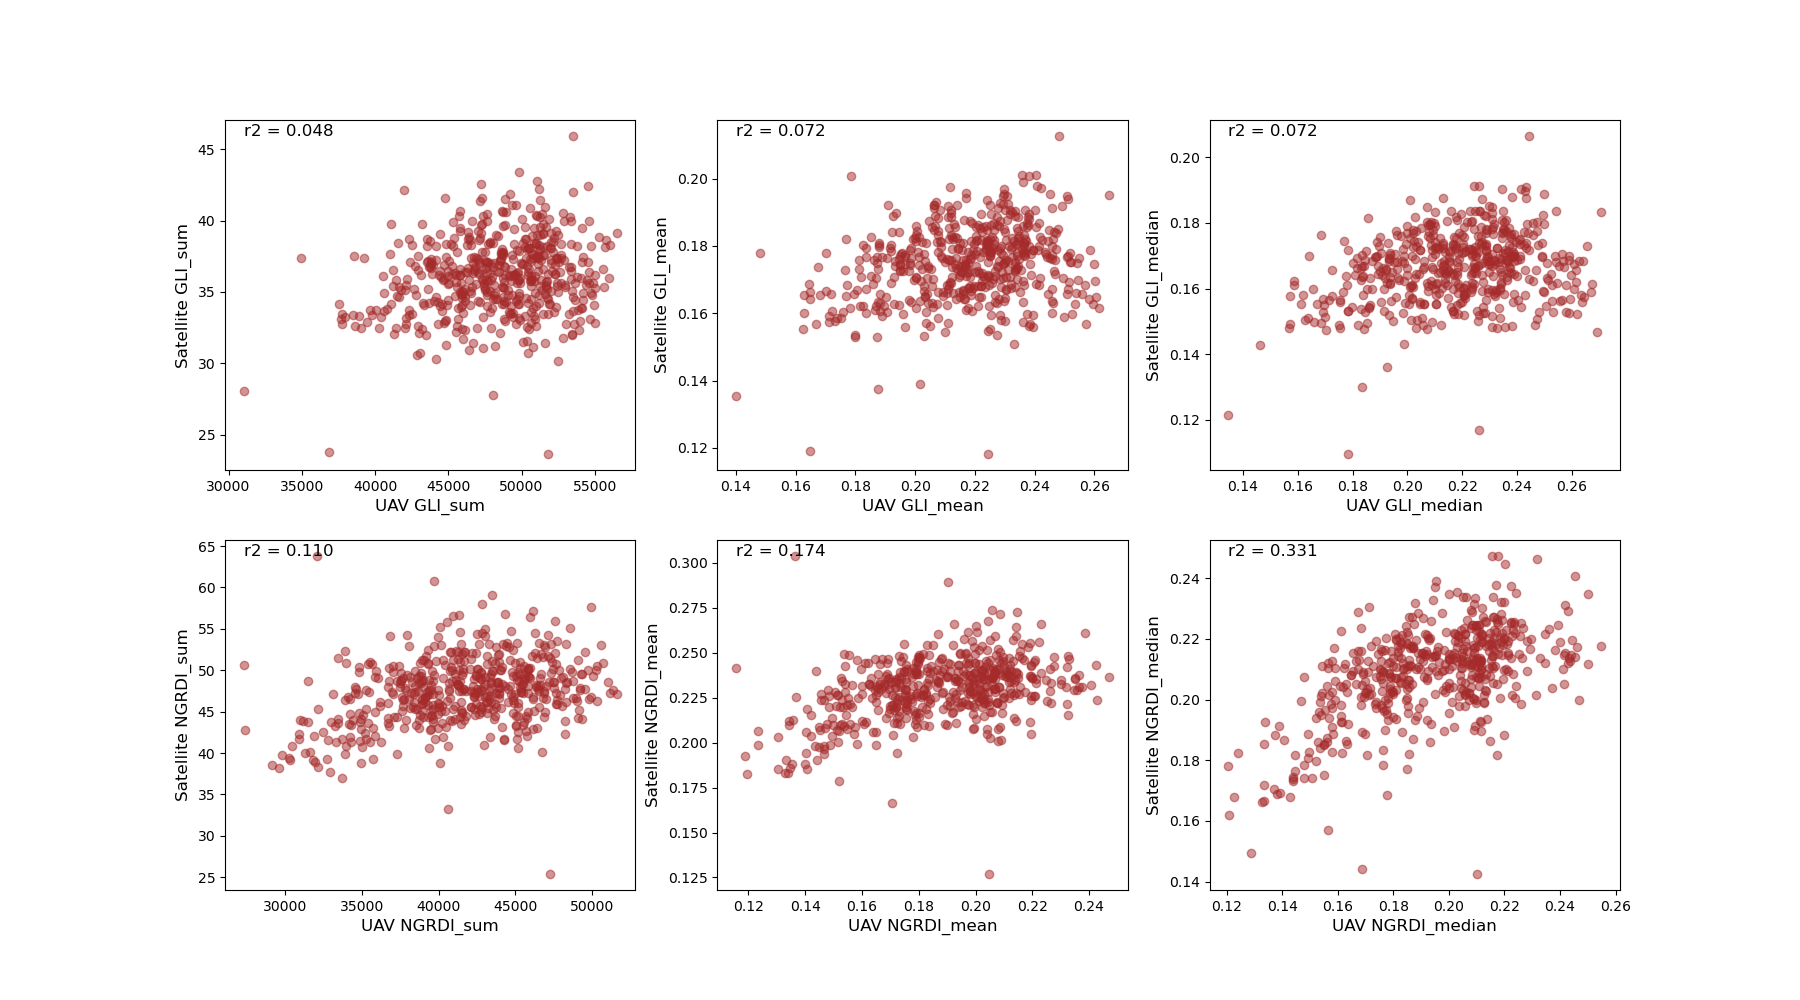 r2 = 0.048
45
40
35
30
25
Satellite GLI_sum
30000 35000 40000 45000 50000 55000
UAV GLI_sum
r2 = 0.072
0.20
0.18
0.16
0.14
0.12
Satellite GLI_mean
0.14 0.16 0.18 0.20 0.22 0.24 0.26
UAV GLI_mean
r2 = 0.072
0.20
0.18
0.16
0.14
0.12
Satellite GLI_median
0.14 0.16 0.18 0.20 0.22 0.24 0.26
UAV GLI_median
r2 = 0.110
65
60
55
50
45
40
35
30
25
Satellite NGRDI_sum
30000 35000 40000 45000 50000
UAV NGRDI_sum
r2 = 0.174
0.300
0.275
0.250
0.225
0.200
0.175
0.150
0.125
Satellite NGRDI_mean
0.12 0.14 0.16 0.18 0.20 0.22 0.24
UAV NGRDI_mean
r2 = 0.331
0.24
0.22
0.20
0.18
0.16
0.14
Satellite NGRDI_median
0.12 0.14 0.16 0.18 0.20 0.22 0.24 0.26
UAV NGRDI_median